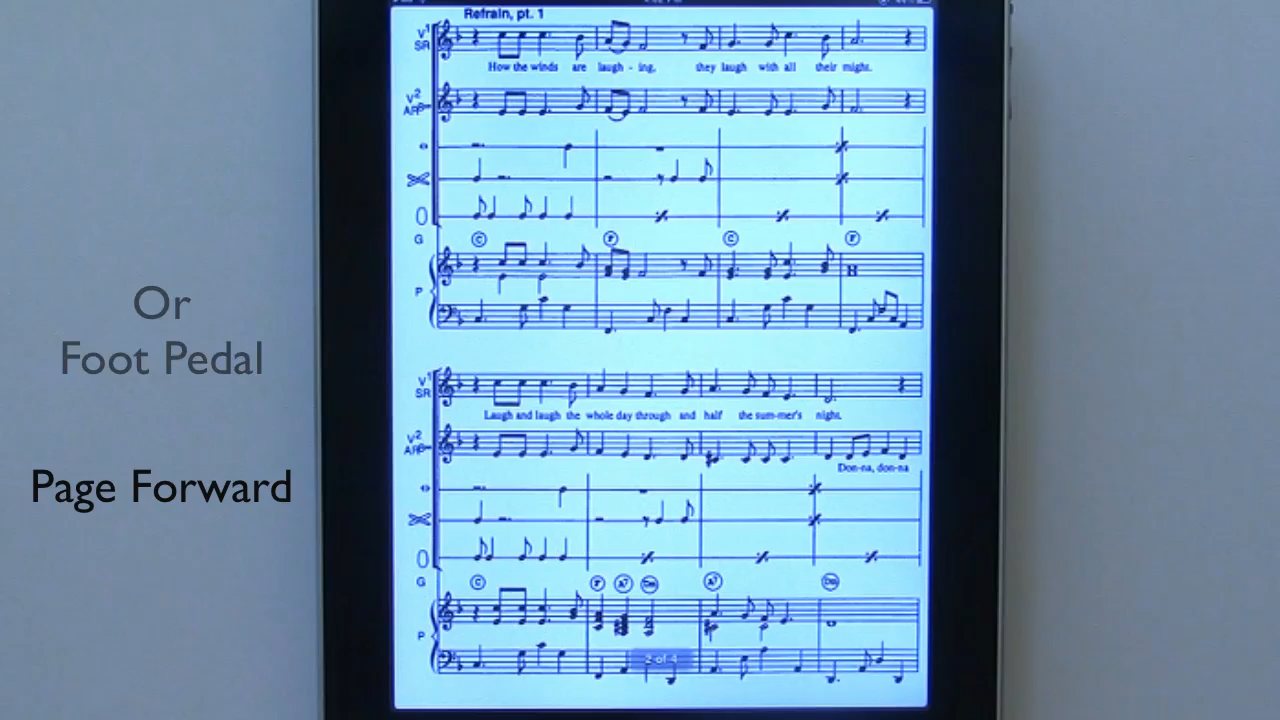 Refrain, pt. 1
V1
SR
How the winds are laugh - ing, they laugh with all their might.
V2
G
C F C F
P
Or
Foot Pedal
V1
SR
Laugh and laugh the whole day through and half the sum-mer's night.
V2
Don-na, don-na
Page Forward
G
C F A7 Dm A7 Dm
P
2 of 4